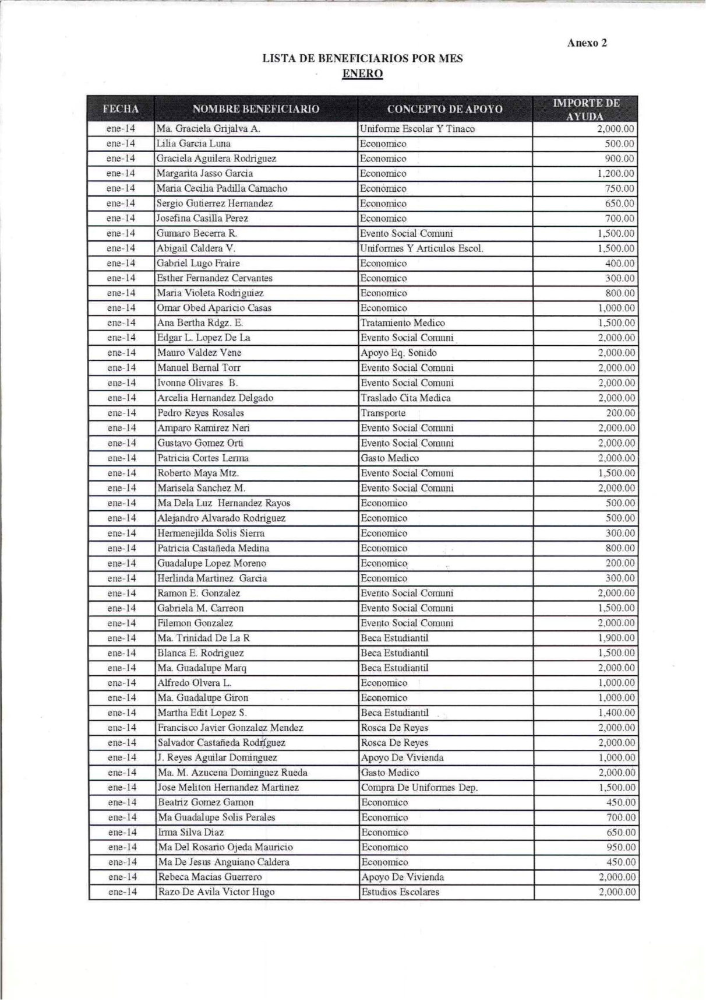 Anexo 2
LISTA DE BENEFICIARIOS POR MES
ENERO
FECHA NOMBRE BENEFICIARIO CONCEPTO DE APOYO IMPORTE DE AYUDA
ene-14 Ma. Graciela Grijalva A. Uniforme Escolar Y Tinaco 2,000.00
ene-14 Lilia Garcia Luna Economico 500.00
ene-14 Graciela Aguilera Rodriguez Economico 900.00
ene-14 Margarita Jasso Garcia Economico 1,200.00
ene-14 Maria Cecilia Padilla Camacho Economico 750.00
ene-14 Sergio Gutierrez Hernandez Economico 650.00
ene-14 Josefina Casilla Perez Economico 700.00
ene-14 Gumaro Becerra R. Evento Social Comuni 1,500.00
ene-14 Abigail Caldera V. Uniformes Y Articulos Escol. 1,500.00
ene-14 Gabriel Lugo Fraire Economico 400.00
ene-14 Esther Fernandez Cervantes Economico 300.00
ene-14 Maria Violeta Rodriguiez Economico 800.00
ene-14 Omar Obed Aparicio Casas Economico 1,000.00
ene-14 Ana Bertha Rdgz. E. Tratamiento Medico 1,500.00
ene-14 Edgar L. Lopez De La Evento Social Comuni 2,000.00
ene-14 Mauro Valdez Vene Apoyo Eq. Sonido 2,000.00
ene-14 Manuel Bernal Torr Evento Social Comuni 2,000.00
ene-14 Ivonne Olivares B. Evento Social Comuni 2,000.00
ene-14 Arcelia Hernandez Delgado Traslado Cita Medica 2,000.00
ene-14 Pedro Reyes Rosales Transporte 200.00
ene-14 Amparo Ramirez Neri Evento Social Comuni 2,000.00
ene-14 Gustavo Gomez Orti Evento Social Comuni 2,000.00
ene-14 Patricia Cortes Lerma Gasto Medico 2,000.00
ene-14 Roberto Maya Mtz. Evento Social Comuni 1,500.00
ene-14 Marisela Sanchez M. Evento Social Comuni 2,000.00
ene-14 Ma Dela Luz Hernandez Rayos Economico 500.00
ene-14 Alejandro Alvarado Rodriguez Economico 500.00
ene-14 Hermenejilda Solis Sierra Economico 300.00
ene-14 Patricia Castañeda Medina Economico 800.00
ene-14 Guadalupe Lopez Moreno Economico 200.00
ene-14 Herlinda Martinez Garcia Economico 300.00
ene-14 Ramon E. Gonzalez Evento Social Comuni 2,000.00
ene-14 Gabriela M. Carreon Evento Social Comuni 1,500.00
ene-14 Filemon Gonzalez Evento Social Comuni 2,000.00
ene-14 Ma. Trinidad De La R Beca Estudiantil 1,900.00
ene-14 Blanca E. Rodriguez Beca Estudiantil 1,500.00
ene-14 Ma. Guadalupe Marq Beca Estudiantil 2,000.00
ene-14 Alfredo Olvera L. Economico 1,000.00
ene-14 Ma. Guadalupe Giron Economico 1,000.00
ene-14 Martha Edit Lopez S. Beca Estudiantil 1,400.00
ene-14 Francisco Javier Gonzalez Mendez Rosca De Reyes 2,000.00
ene-14 Salvador Castañeda Rodríguez Rosca De Reyes 2,000.00
ene-14 J. Reyes Aguilar Dominguez Apoyo De Vivienda 1,000.00
ene-14 Ma. M. Azucena Dominguez Rueda Gasto Medico 2,000.00
ene-14 Jose Meliton Hernandez Martinez Compra De Uniformes Dep. 1,500.00
ene-14 Beatriz Gomez Gamon Economico 450.00
ene-14 Ma Guadalupe Solis Perales Economico 700.00
ene-14 Irma Silva Diaz Economico 650.00
ene-14 Ma Del Rosario Ojeda Mauricio Economico 950.00
ene-14 Ma De Jesus Anguiano Caldera Economico 450.00
ene-14 Rebeca Macias Guerrero Apoyo De Vivienda 2,000.00
ene-14 Razo De Avila Victor Hugo Estudios Escolares 2,000.00